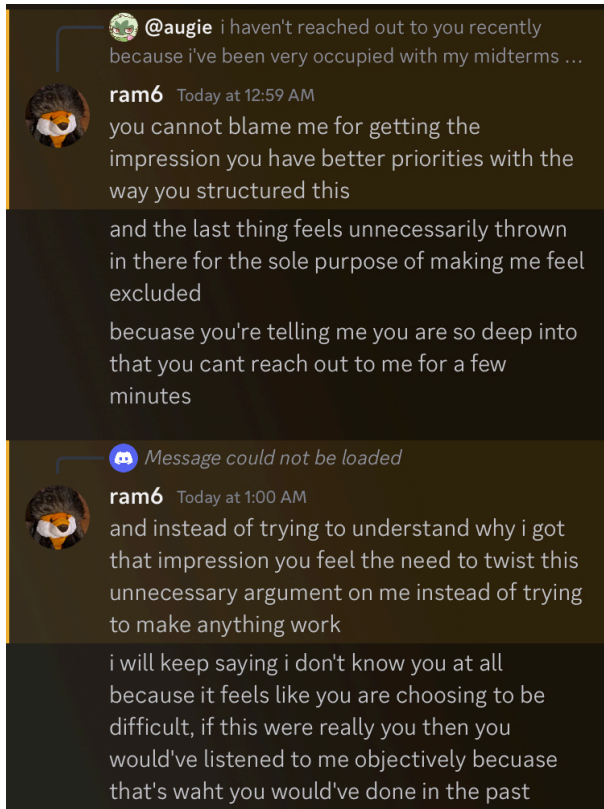 @augie i haven't reached out to you recently
because i've been very occupied with my midterms ...
ram6 Today at 12:59 AM
you cannot blame me for getting the
impression you have better priorities with the
way you structured this
and the last thing feels unnecessarily thrown
in there for the sole purpose of making me feel
excluded
becuase you're telling me you are so deep into
that you cant reach out to me for a few
minutes
Message could not be loaded
ram6 Today at 1:00 AM
and instead of trying to understand why i got
that impression you feel the need to twist this
unnecessary argument on me instead of trying
to make anything work
i will keep saying i don't know you at all
because it feels like you are choosing to be
difficult, if this were really you then you
would've listened to me objectively becuase
that's waht you would've done in the past